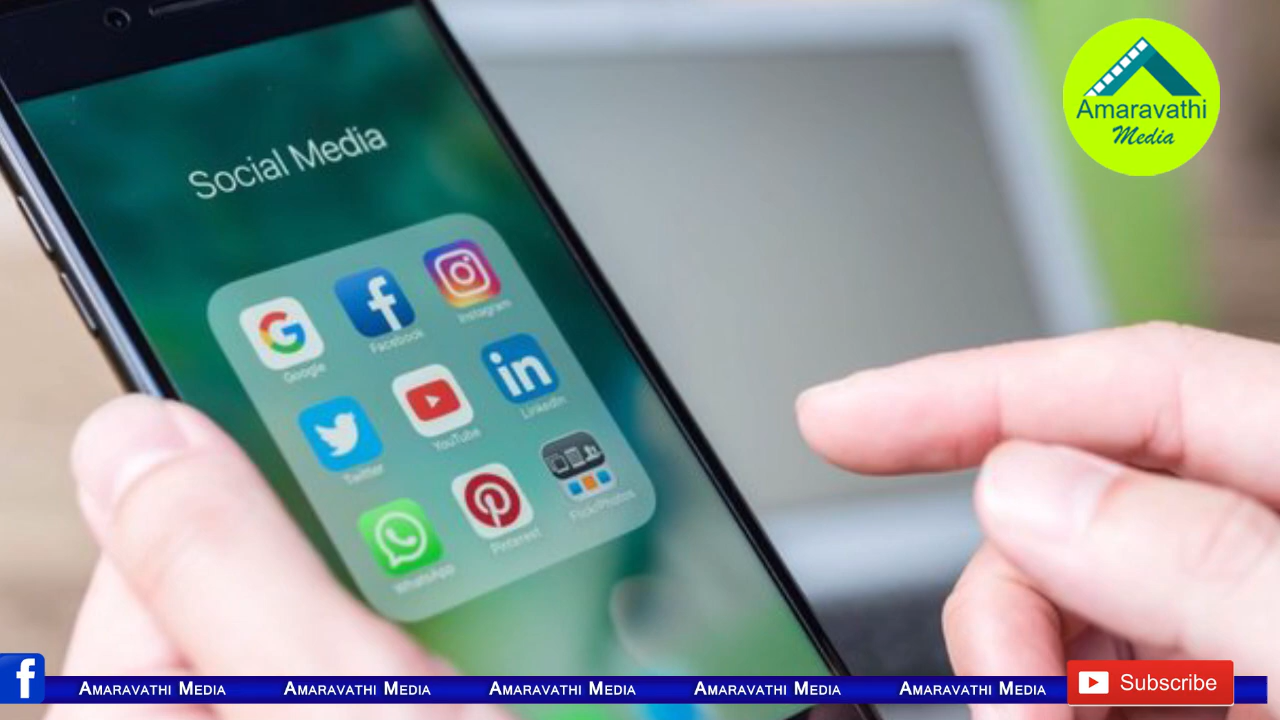 Amaravathi
Media
Social Media
Google
Facebook
Instagram
Twitter
YouTube
LinkedIn
WhatsApp
Pinterest
FlickrPhotos
f
AMARAVATHI MEDIA AMARAVATHI MEDIA AMARAVATHI MEDIA AMARAVATHI MEDIA AMARAVATHI MEDIA
Subscribe